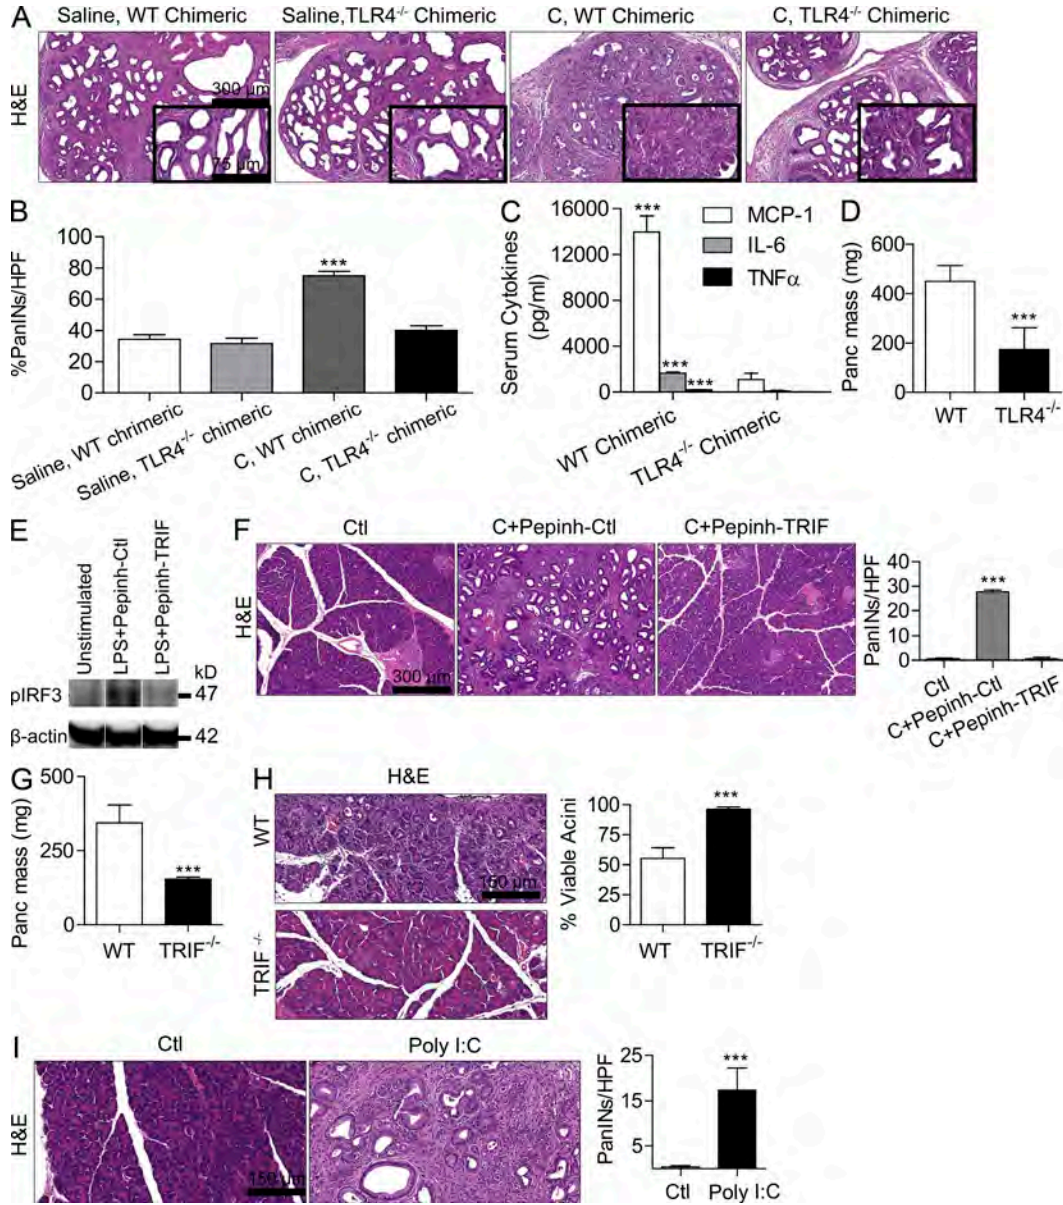 A
Saline, WT Chimeric
Saline,TLR4-/- Chimeric
C, WT Chimeric
C, TLR4-/- Chimeric
H&E
300 µm
75 µm
B
%PanINs/HPF
100
80
60
40
20
0
***
Saline, WT chrimeric
Saline, TLR4-/- chimeric
C, WT chimeric
C, TLR4-/- chimeric
C
Serum Cytokines
(pg/ml)
16000
12000
8000
4000
0
***
***
***
MCP-1
IL-6
TNFα
WT Chimeric
TLR4-/- Chimeric
D
Panc mass (mg)
600
400
200
0
***
WT
TLR4-/-
E
Unstimulated
LPS+Pepinh-Ctl
LPS+Pepinh-TRIF
kD
pIRF3
47
β-actin
42
F
Ctl
C+Pepinh-Ctl
C+Pepinh-TRIF
H&E
300 µm
PanINs/HPF
40
30
20
10
0
***
Ctl
C+Pepinh-Ctl
C+Pepinh-TRIF
G
Panc mass (mg)
500
250
0
***
WT
TRIF-/-
H
H&E
WT
150 µm
TRIF -/-
% Viable Acini
100
75
50
25
0
***
WT
TRIF-/-
I
Ctl
Poly I:C
H&E
150 µm
PanINs/HPF
25
15
5
***
Ctl
Poly I:C